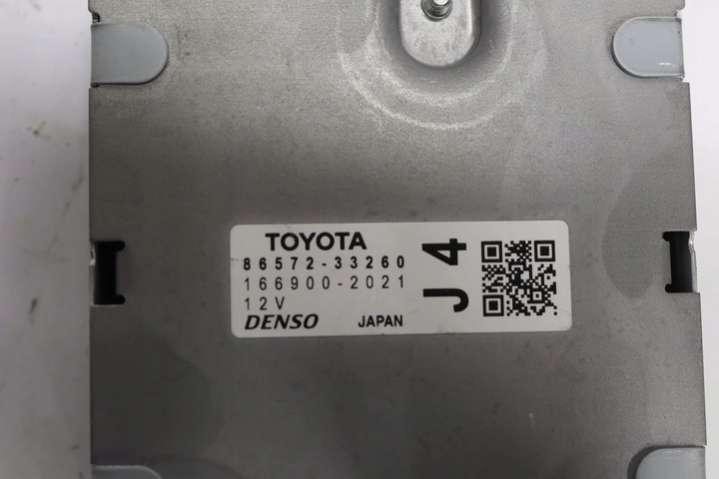 TOYOTA
86572-33260
166900-2021
12V
DENSO JAPAN
J4